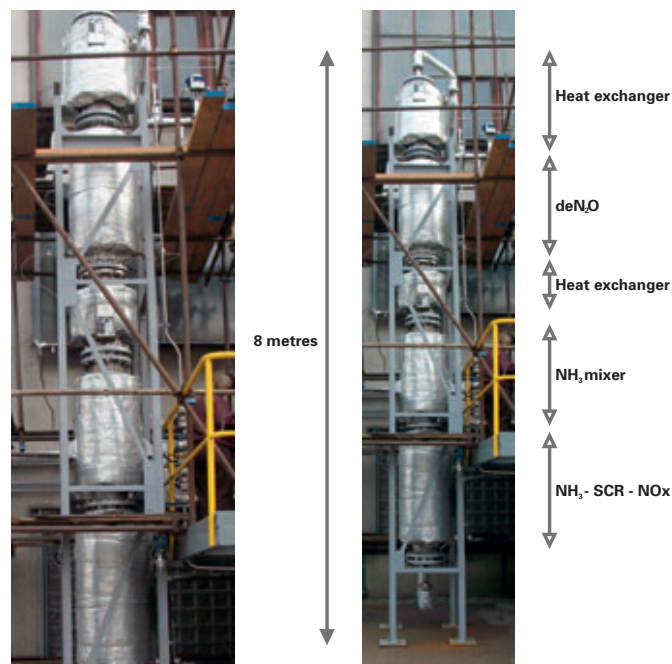 Heat exchanger
deN₂O
Heat exchanger
8 metres
NH₃ mixer
NH₃ - SCR - NOx